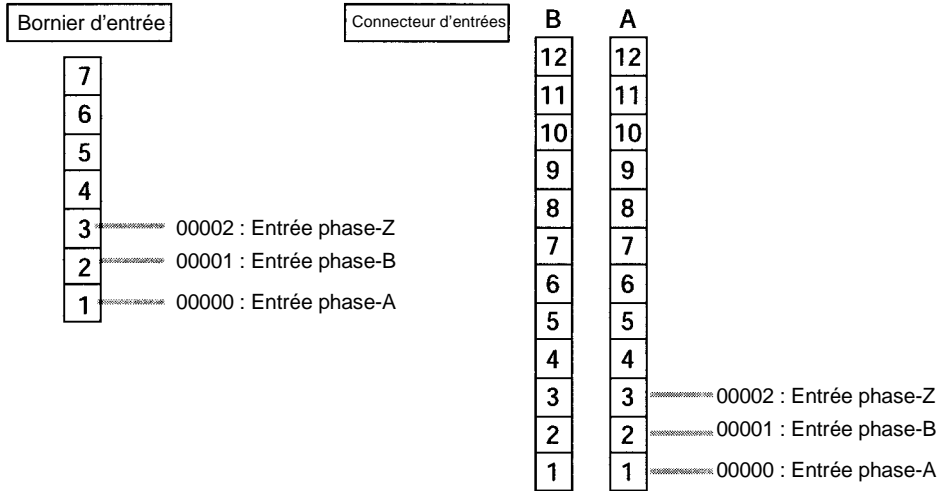 Bornier d'entrée
7
6
5
4
3 00002 : Entrée phase-Z
2 00001 : Entrée phase-B
1 00000 : Entrée phase-A
Connecteur d'entrées
B A
12 12
11 11
10 10
9 9
8 8
7 7
6 6
5 5
4 4
3 3 00002 : Entrée phase-Z
2 2 00001 : Entrée phase-B
1 1 00000 : Entrée phase-A